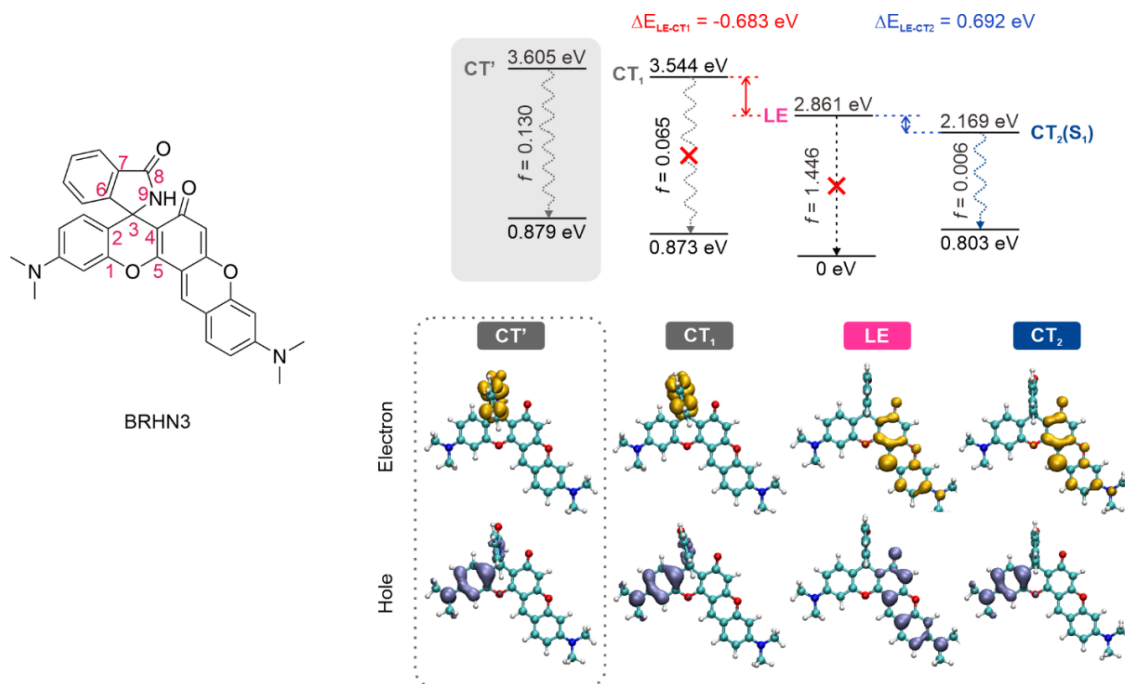 ΔE_LE-CT1 = -0.683 eV
ΔE_LE-CT2 = 0.692 eV
CT'
3.605 eV
f = 0.130
0.879 eV
CT1
3.544 eV
f = 0.065
0.873 eV
LE
2.861 eV
f = 1.446
0 eV
2.169 eV
CT2(S1)
f = 0.006
0.803 eV
O
7
8
6
9
NH
O
3
2
4
1
5
N
O
O
N
BRHN3
CT'
CT1
LE
CT2
Electron
Hole